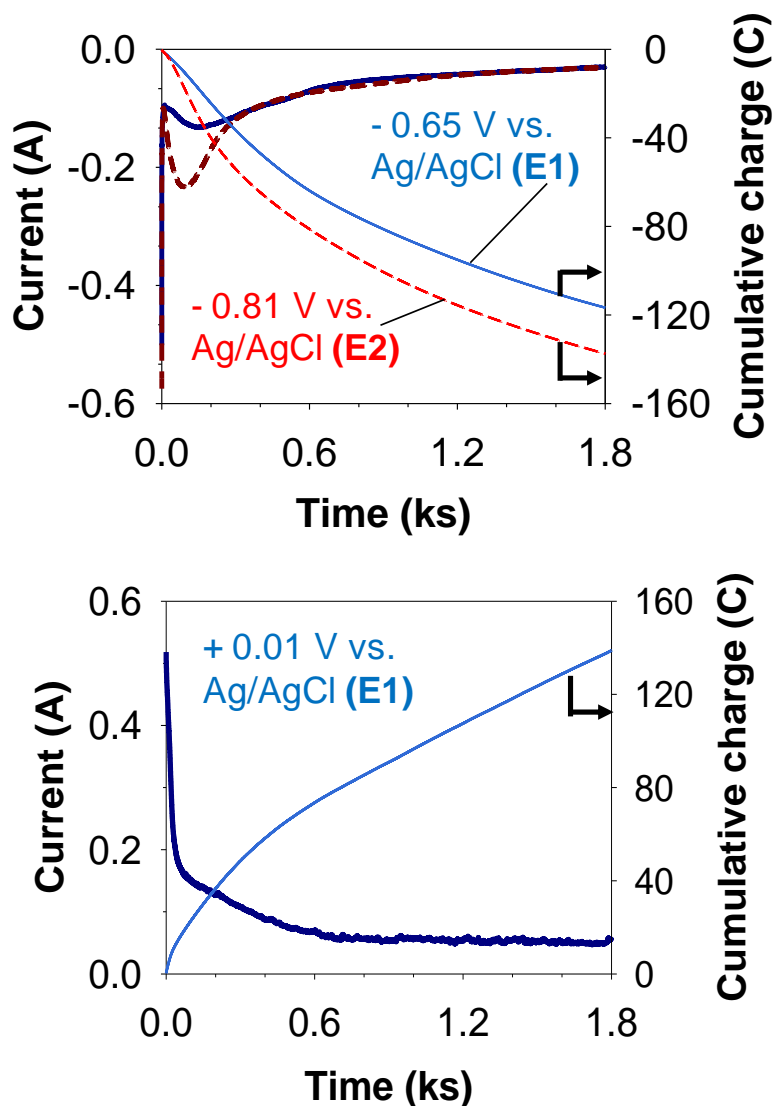 0.0
-0.2
-0.4
-0.6
Current (A)
0
-40
-80
-120
-160
Cumulative charge (C)
- 0.65 V vs.
Ag/AgCl (E1)
- 0.81 V vs.
Ag/AgCl (E2)
0.0 0.6 1.2 1.8
Time (ks)
0.6
0.4
0.2
0.0
Current (A)
160
120
80
40
0
Cumulative charge (C)
+ 0.01 V vs.
Ag/AgCl (E1)
0.0 0.6 1.2 1.8
Time (ks)